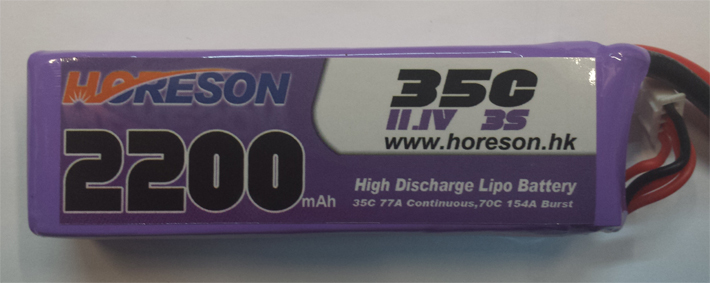 HORESON
2200mAh
35C
11.1V 3S
www.horeson.hk
High Discharge Lipo Battery
35C 77A Continuous,70C 154A Burst